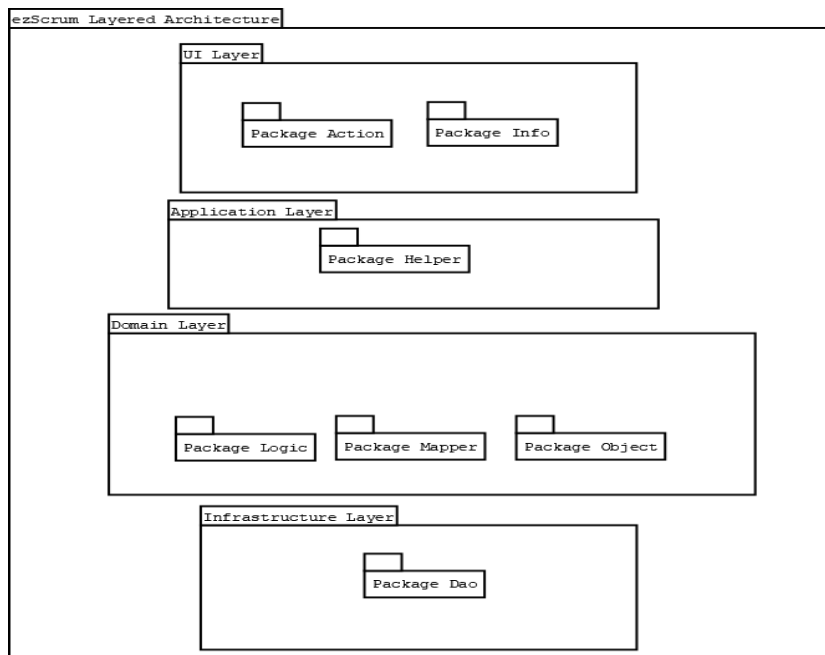 ezScrum Layered Architecture
UI Layer
Package Action
Package Info
Application Layer
Package Helper
Domain Layer
Package Logic
Package Mapper
Package Object
Infrastructure Layer
Package Dao